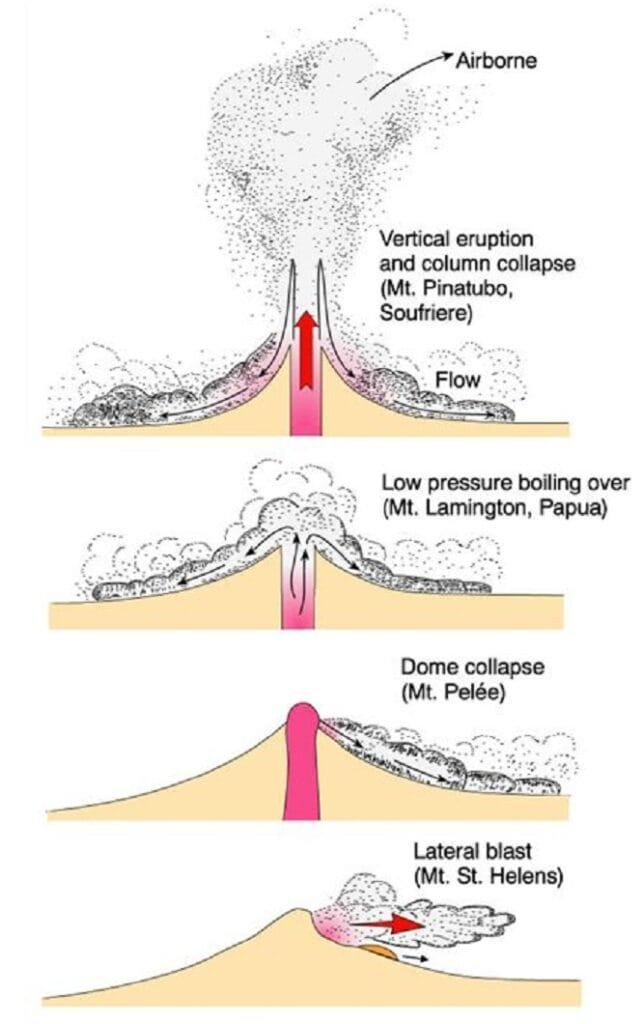 Airborne
Vertical eruption
and column collapse
(Mt. Pinatubo,
Soufriere)
Flow
Low pressure boiling over
(Mt. Lamington, Papua)
Dome collapse
(Mt. Pelée)
Lateral blast
(Mt. St. Helens)